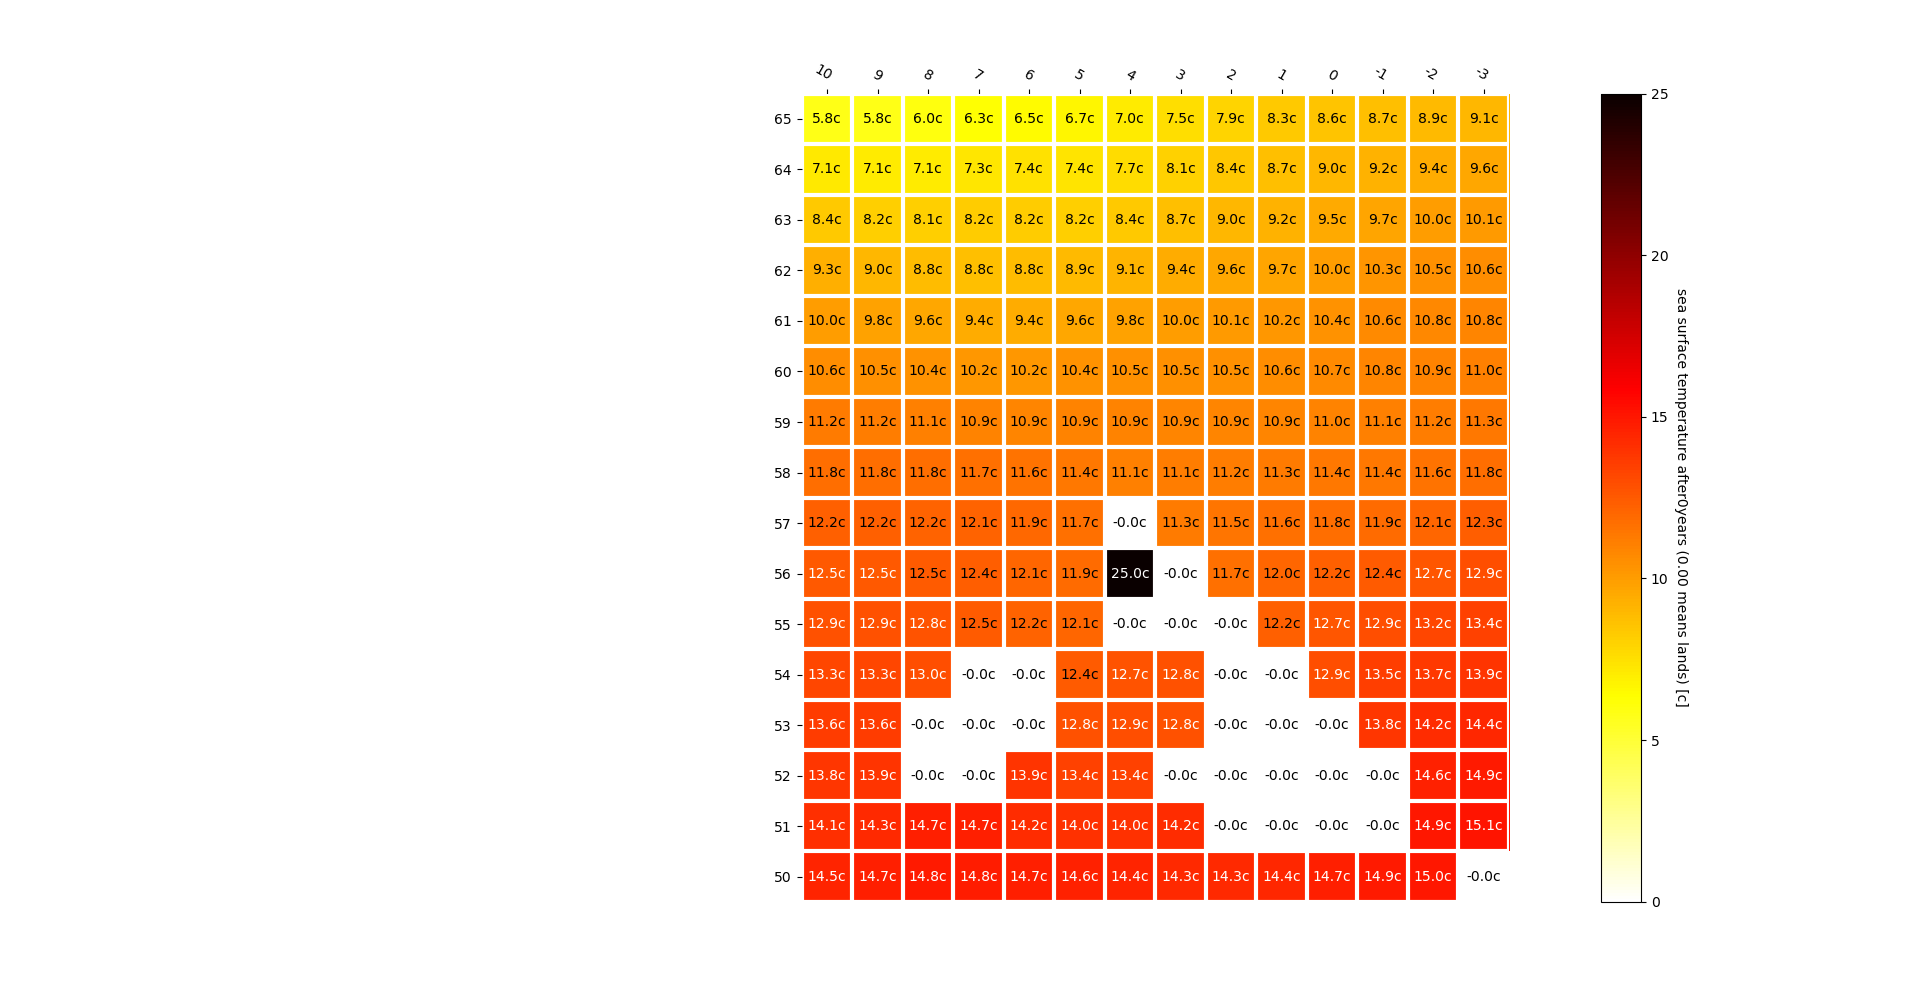 10 9 8 7 6 5 4 3 2 1 0 -1 -2 -3
65 5.8c 5.8c 6.0c 6.3c 6.5c 6.7c 7.0c 7.5c 7.9c 8.3c 8.6c 8.7c 8.9c 9.1c
64 7.1c 7.1c 7.1c 7.3c 7.4c 7.4c 7.7c 8.1c 8.4c 8.7c 9.0c 9.2c 9.4c 9.6c
63 8.4c 8.2c 8.1c 8.2c 8.2c 8.2c 8.4c 8.7c 9.0c 9.2c 9.5c 9.7c 10.0c 10.1c
62 9.3c 9.0c 8.8c 8.8c 8.8c 8.9c 9.1c 9.4c 9.6c 9.7c 10.0c 10.3c 10.5c 10.6c
61 10.0c 9.8c 9.6c 9.4c 9.4c 9.6c 9.8c 10.0c 10.1c 10.2c 10.4c 10.6c 10.8c 10.8c
60 10.6c 10.5c 10.4c 10.2c 10.2c 10.4c 10.5c 10.5c 10.5c 10.6c 10.7c 10.8c 10.9c 11.0c
59 11.2c 11.2c 11.1c 10.9c 10.9c 10.9c 10.9c 10.9c 10.9c 10.9c 11.0c 11.1c 11.2c 11.3c
58 11.8c 11.8c 11.8c 11.7c 11.6c 11.4c 11.1c 11.1c 11.2c 11.3c 11.4c 11.4c 11.6c 11.8c
57 12.2c 12.2c 12.2c 12.1c 11.9c 11.7c -0.0c 11.3c 11.5c 11.6c 11.8c 11.9c 12.1c 12.3c
56 12.5c 12.5c 12.5c 12.4c 12.1c 11.9c 25.0c -0.0c 11.7c 12.0c 12.2c 12.4c 12.7c 12.9c
55 12.9c 12.9c 12.8c 12.5c 12.2c 12.1c -0.0c -0.0c -0.0c 12.2c 12.7c 12.9c 13.2c 13.4c
54 13.3c 13.3c 13.0c -0.0c -0.0c 12.4c 12.7c 12.8c -0.0c -0.0c 12.9c 13.5c 13.7c 13.9c
53 13.6c 13.6c -0.0c -0.0c -0.0c 12.8c 12.9c 12.8c -0.0c -0.0c -0.0c 13.8c 14.2c 14.4c
52 13.8c 13.9c -0.0c -0.0c 13.9c 13.4c 13.4c -0.0c -0.0c -0.0c -0.0c -0.0c 14.6c 14.9c
51 14.1c 14.3c 14.7c 14.7c 14.2c 14.0c 14.0c 14.2c -0.0c -0.0c -0.0c -0.0c 14.9c 15.1c
50 14.5c 14.7c 14.8c 14.8c 14.7c 14.6c 14.4c 14.3c 14.3c 14.4c 14.7c 14.9c 15.0c -0.0c
25
20
15
10
5
0
sea surface temperature after0years (0.00 means lands) [c]